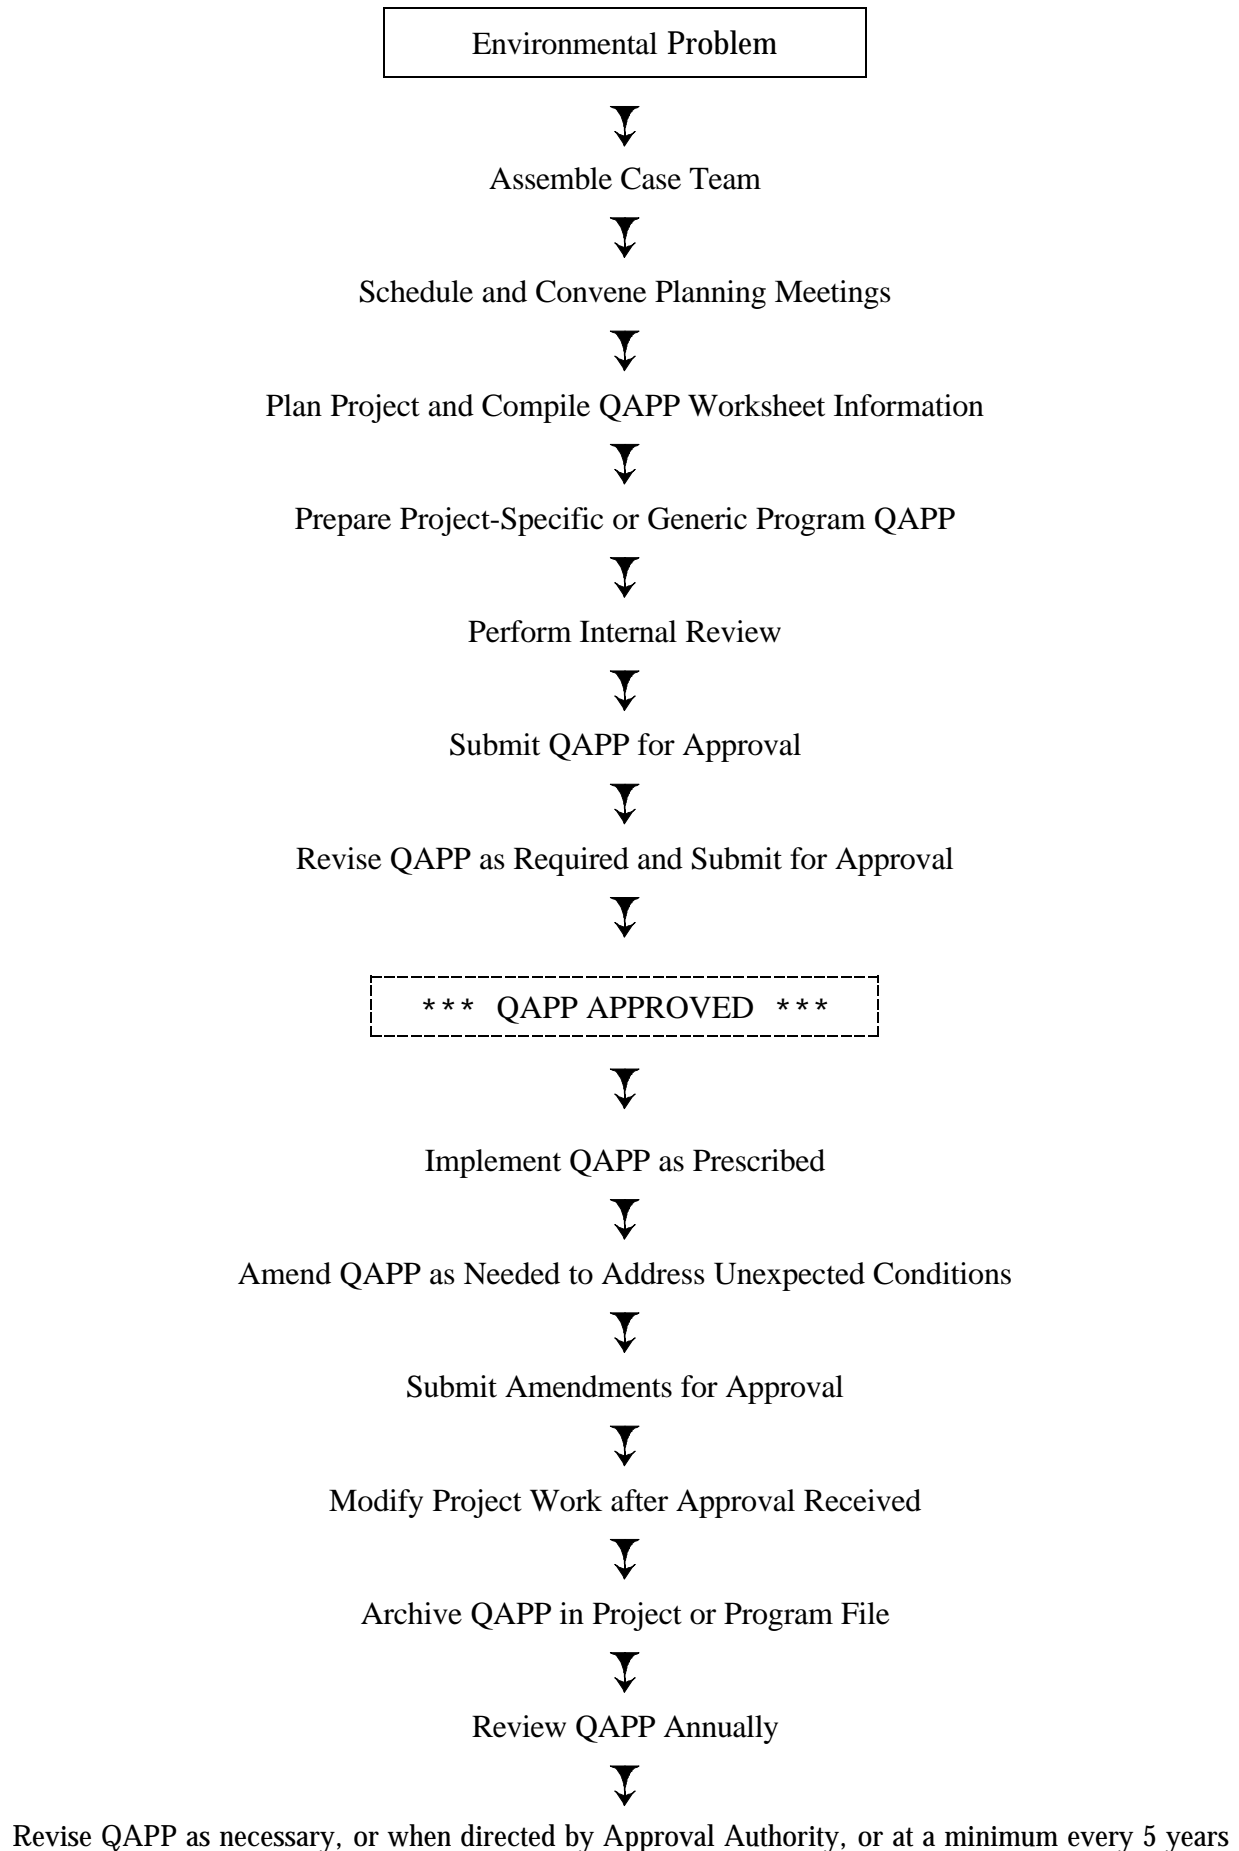 Environmental Problem
Assemble Case Team
Schedule and Convene Planning Meetings
Plan Project and Compile QAPP Worksheet Information
Prepare Project-Specific or Generic Program QAPP
Perform Internal Review
Submit QAPP for Approval
Revise QAPP as Required and Submit for Approval
*** QAPP APPROVED ***
Implement QAPP as Prescribed
Amend QAPP as Needed to Address Unexpected Conditions
Submit Amendments for Approval
Modify Project Work after Approval Received
Archive QAPP in Project or Program File
Review QAPP Annually
Revise QAPP as necessary, or when directed by Approval Authority, or at a minimum every 5 years